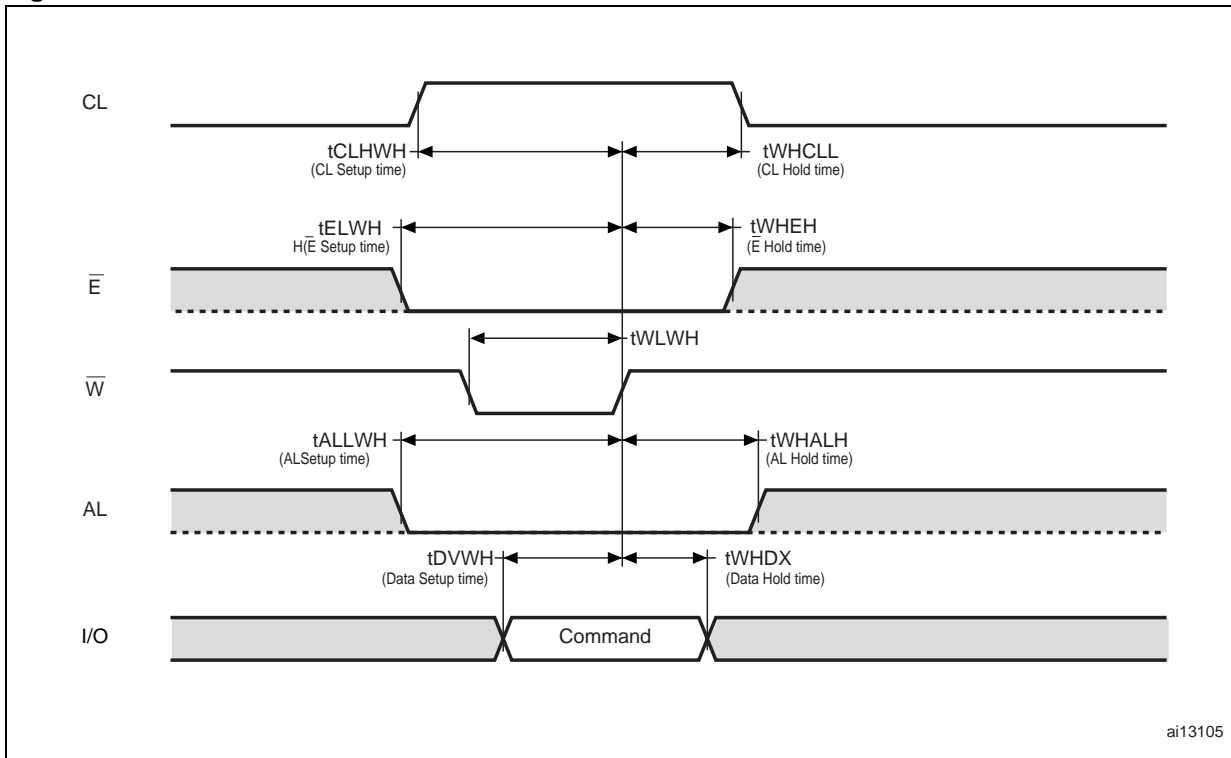 CL
tCLHWH
(CL Setup time)
tWHCLL
(CL Hold time)
tELWH
H(E̅ Setup time)
tWHEH
(E̅ Hold time)
E̅
tWLWH
W̅
tALLWH
(ALSetup time)
tWHALH
(AL Hold time)
AL
tDVWH
(Data Setup time)
tWHDX
(Data Hold time)
I/O
Command
ai13105